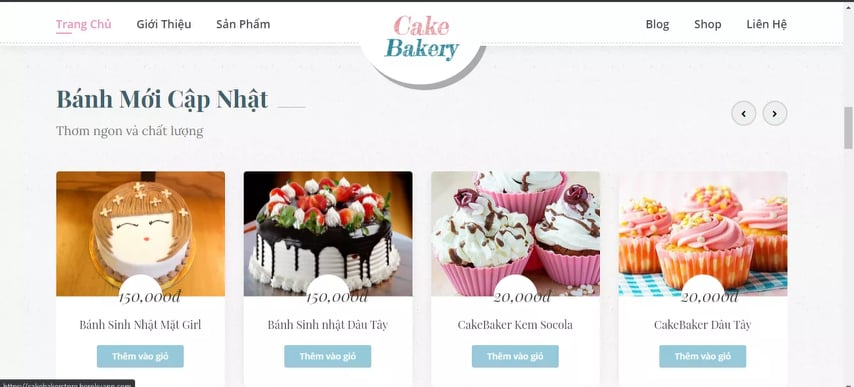 Trang Chủ Giới Thiệu Sản Phẩm
Cake
Bakery
Blog Shop Liên Hệ
Bánh Mới Cập Nhật
Thơm ngon và chất lượng
150,000đ 150,000đ 20,000đ 20,000đ
Bánh Sinh Nhật Mặt Girl Bánh Sinh nhật Dâu Tây CakeBaker Kem Socola CakeBaker Dâu Tây
Thêm vào giỏ Thêm vào giỏ Thêm vào giỏ Thêm vào giỏ